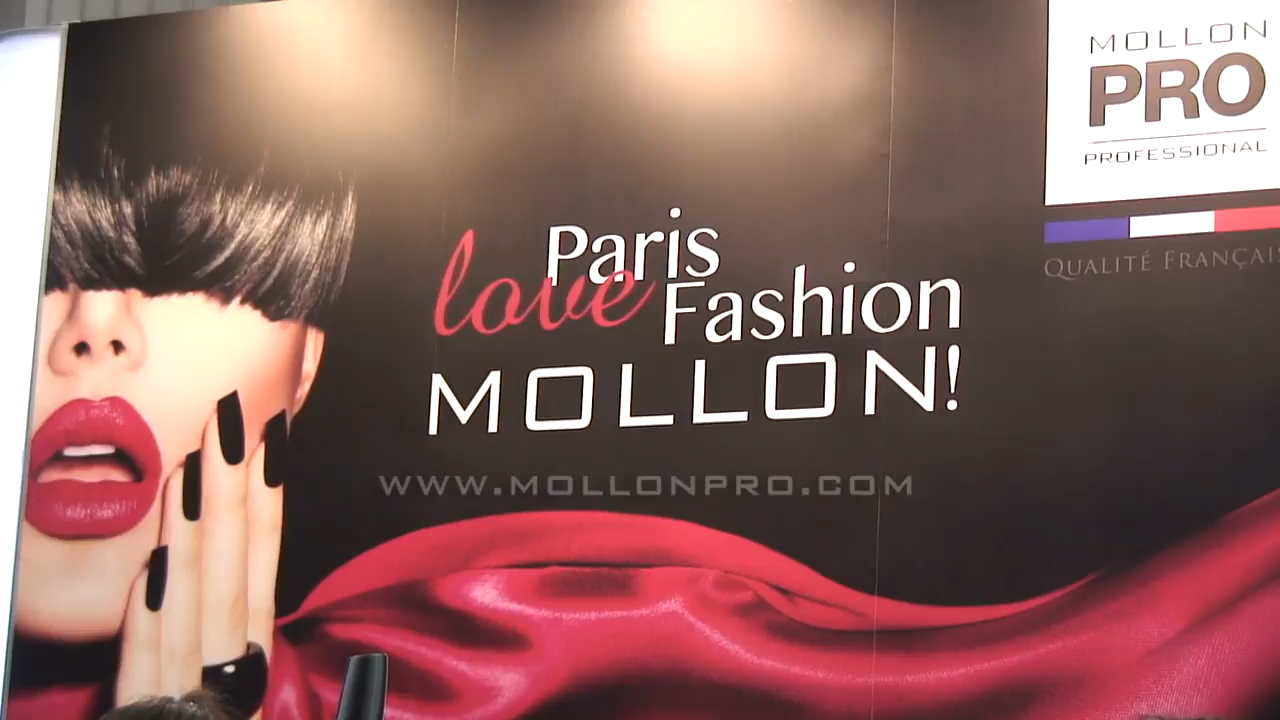 MOLLON
PRO
PROFESSIONAL
QUALITÉ FRANÇAIS
Paris
love
Fashion
MOLLON!
WWW.MOLLONPRO.COM